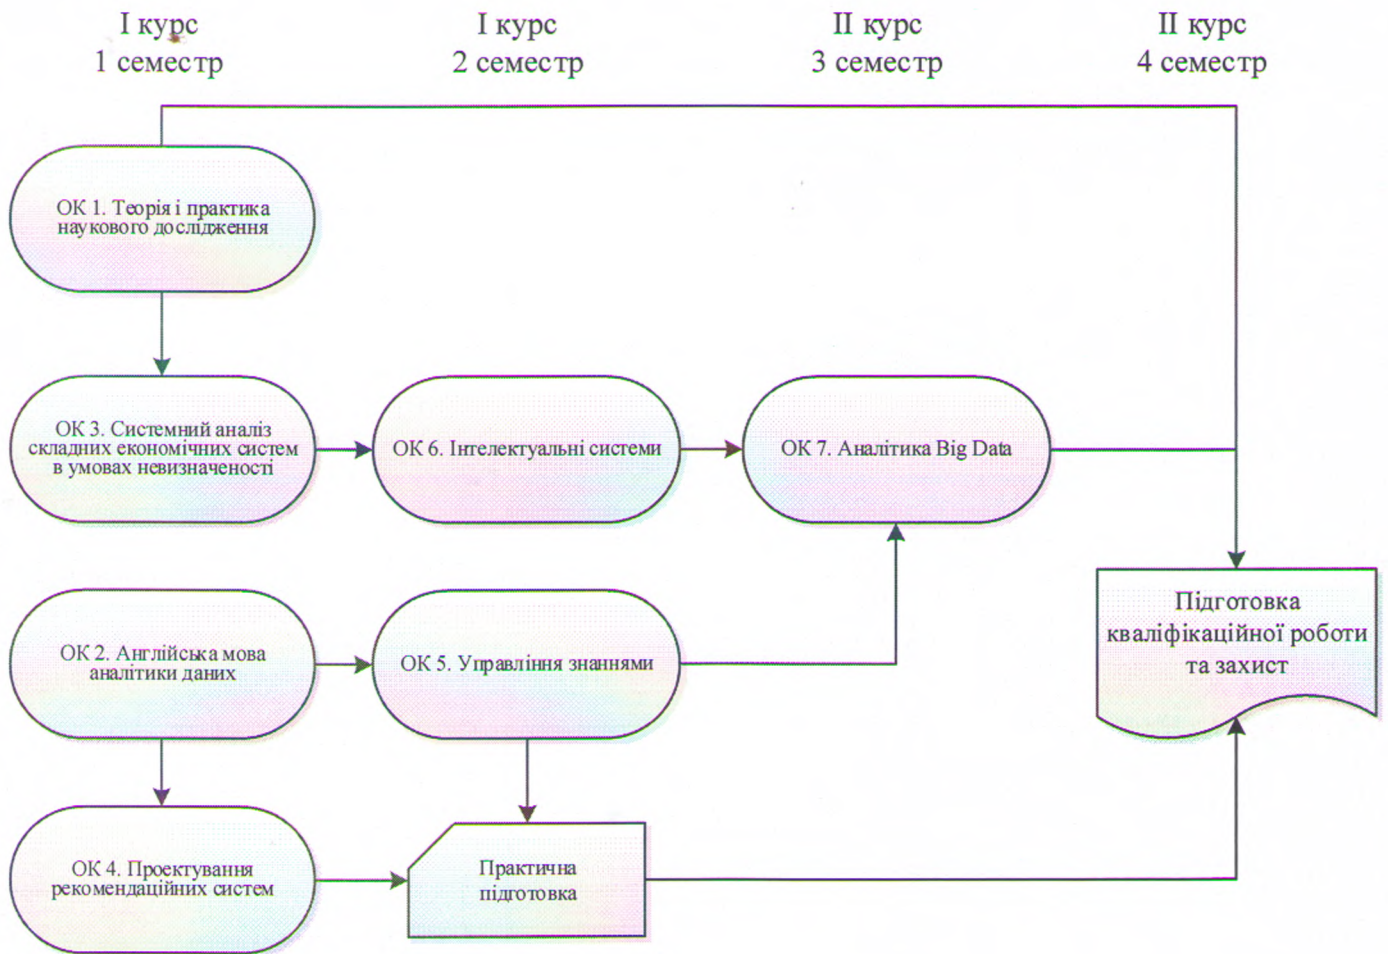 І курс
1 семестр
І курс
2 семестр
ІІ курс
3 семестр
ІІ курс
4 семестр
ОК 1. Теорія і практика
наукового дослідження
ОК 3. Системний аналіз
складних економічних систем
в умовах невизначеності
ОК 6. Інтелектуальні системи
ОК 7. Аналітика Big Data
ОК 2. Англійська мова
аналітики даних
ОК 5. Управління знаннями
Підготовка
кваліфікаційної роботи
та захист
ОК 4. Проектування
рекомендаційних систем
Практична
підготовка